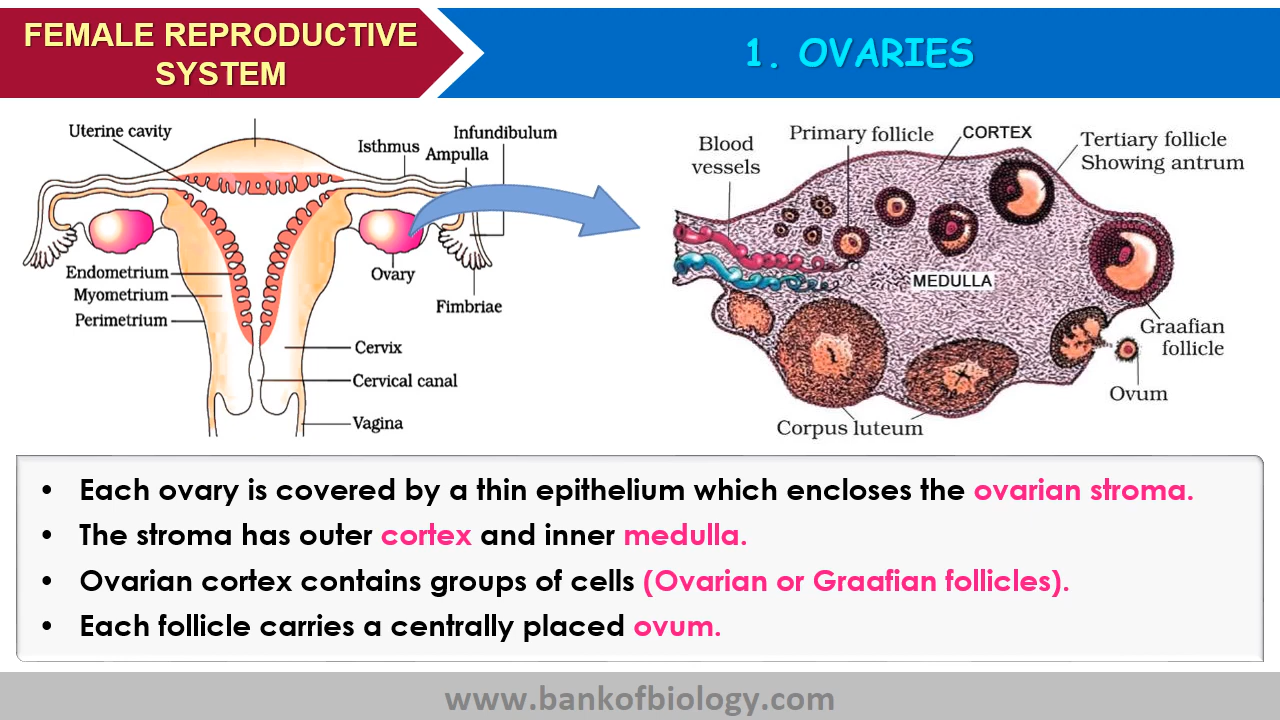 FEMALE REPRODUCTIVE
SYSTEM
1. OVARIES
Uterine cavity
Isthmus
Infundibulum
Ampulla
Endometrium
Myometrium
Perimetrium
Ovary
Fimbriae
Cervix
Cervical canal
Vagina
Blood
vessels
Primary follicle
CORTEX
Tertiary follicle
Showing antrum
MEDULLA
Graafian
follicle
Ovum
Corpus luteum
• Each ovary is covered by a thin epithelium which encloses the ovarian stroma.
• The stroma has outer cortex and inner medulla.
• Ovarian cortex contains groups of cells (Ovarian or Graafian follicles).
• Each follicle carries a centrally placed ovum.
www.bankofbiology.com